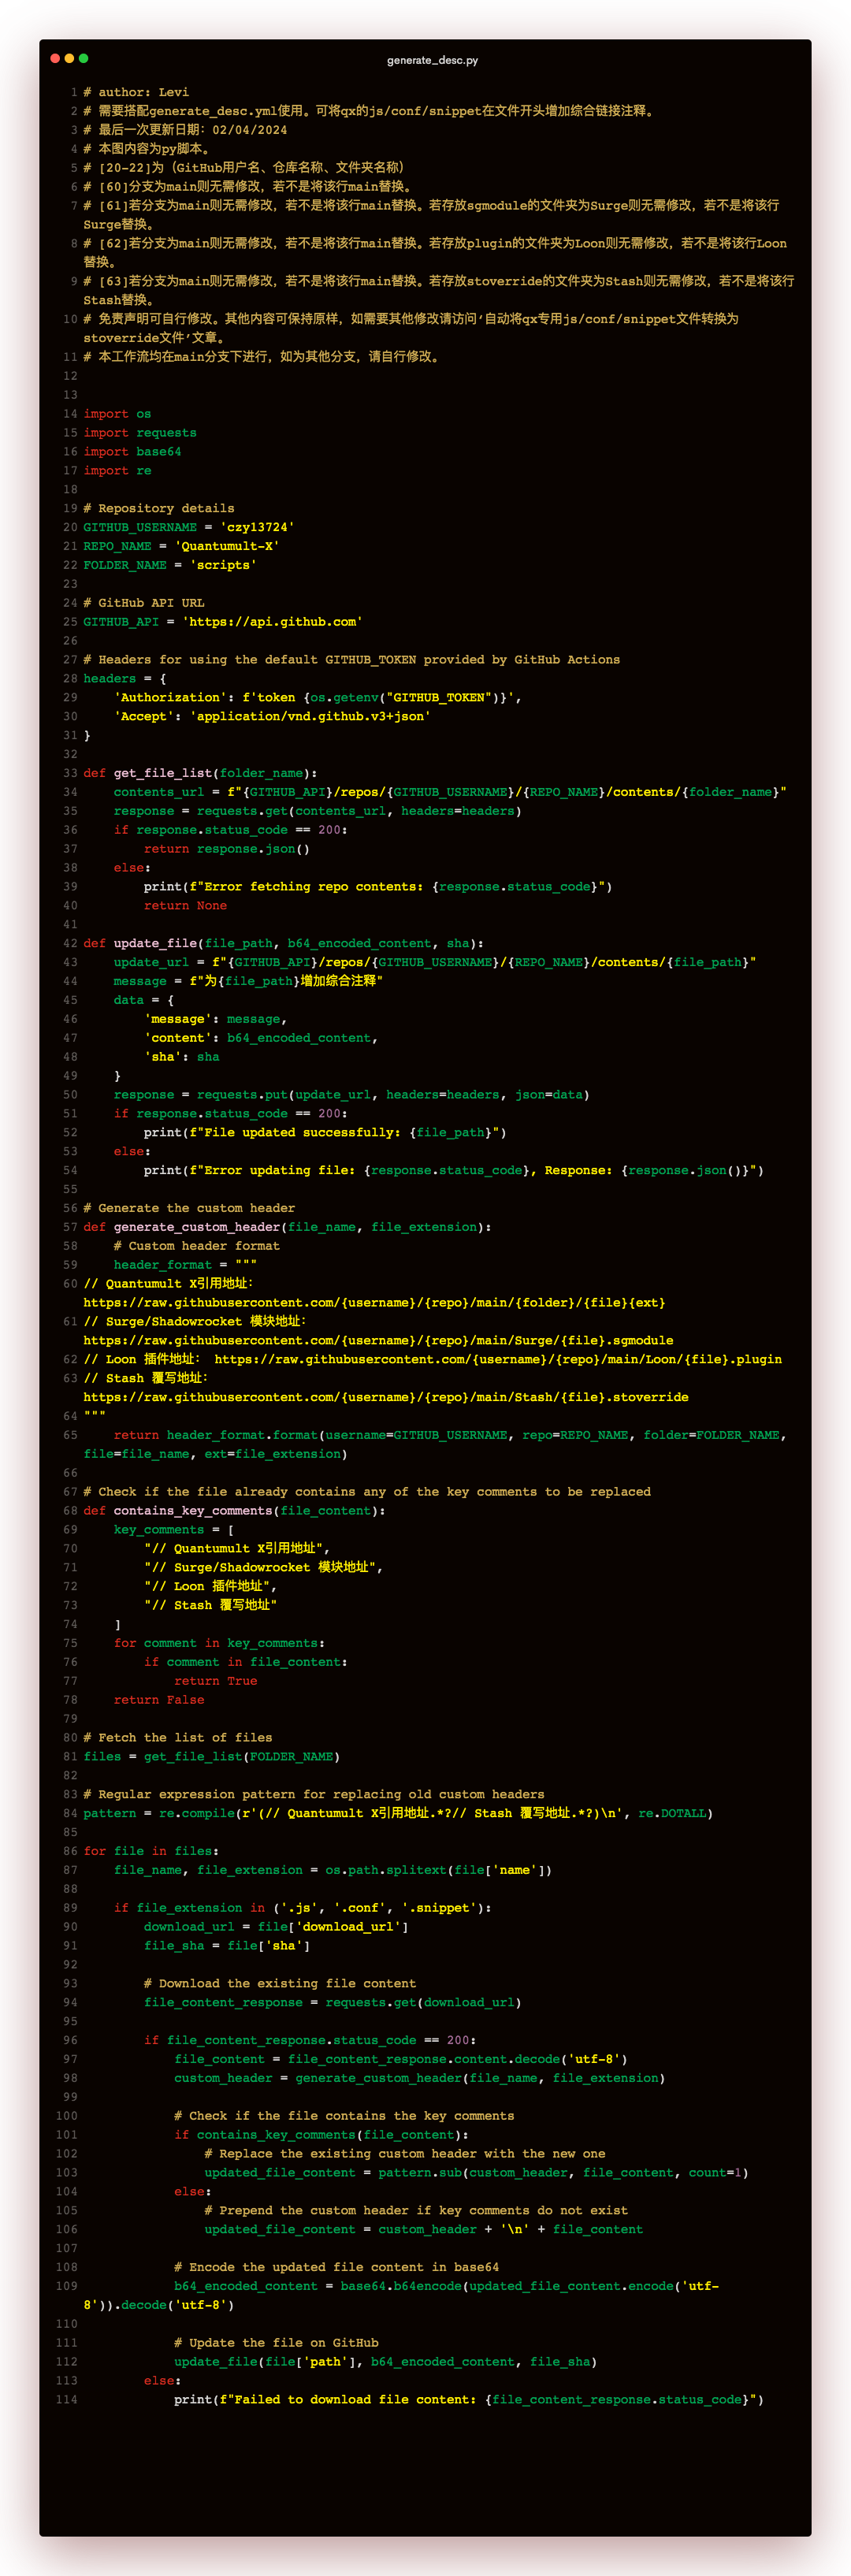 generate_desc.py
1 # author: Levi
2 # 需要搭配generate_desc.yml使用。可将qx的js/conf/snippet在文件开头增加综合链接注释。
3 # 最后一次更新日期：02/04/2024
4 # 本图内容为py脚本。
5 # [20-22]为（GitHub用户名、仓库名称、文件夹名称）
6 # [60]分支为main则无需修改，若不是将该行main替换。
7 # [61]若分支为main则无需修改，若不是将该行main替换。若存放sgmodule的文件夹为Surge则无需修改，若不是将该行
Surge替换。
8 # [62]若分支为main则无需修改，若不是将该行main替换。若存放plugin的文件夹为Loon则无需修改，若不是将该行Loon
替换。
9 # [63]若分支为main则无需修改，若不是将该行main替换。若存放stoverride的文件夹为Stash则无需修改，若不是将该行
Stash替换。
10 # 免责声明可自行修改。其他内容可保持原样，如需要其他修改请访问‘自动将qx专用js/conf/snippet文件转换为
stoverride文件’文章。
11 # 本工作流均在main分支下进行，如为其他分支，请自行修改。
12
13
14 import os
15 import requests
16 import base64
17 import re
18
19 # Repository details
20 GITHUB_USERNAME = 'czy13724'
21 REPO_NAME = 'Quantumult-X'
22 FOLDER_NAME = 'scripts'
23
24 # GitHub API URL
25 GITHUB_API = 'https://api.github.com'
26
27 # Headers for using the default GITHUB_TOKEN provided by GitHub Actions
28 headers = {
29     'Authorization': f'token {os.getenv("GITHUB_TOKEN")}',
30     'Accept': 'application/vnd.github.v3+json'
31 }
32
33 def get_file_list(folder_name):
34     contents_url = f"{GITHUB_API}/repos/{GITHUB_USERNAME}/{REPO_NAME}/contents/{folder_name}"
35     response = requests.get(contents_url, headers=headers)
36     if response.status_code == 200:
37         return response.json()
38     else:
39         print(f"Error fetching repo contents: {response.status_code}")
40         return None
41
42 def update_file(file_path, b64_encoded_content, sha):
43     update_url = f"{GITHUB_API}/repos/{GITHUB_USERNAME}/{REPO_NAME}/contents/{file_path}"
44     message = f"为{file_path}增加综合注释"
45     data = {
46         'message': message,
47         'content': b64_encoded_content,
48         'sha': sha
49     }
50     response = requests.put(update_url, headers=headers, json=data)
51     if response.status_code == 200:
52         print(f"File updated successfully: {file_path}")
53     else:
54         print(f"Error updating file: {response.status_code}, Response: {response.json()}")
55
56 # Generate the custom header
57 def generate_custom_header(file_name, file_extension):
58     # Custom header format
59     header_format = """
60 // Quantumult X引用地址：
https://raw.githubusercontent.com/{username}/{repo}/main/{folder}/{file}{ext}
61 // Surge/Shadowrocket 模块地址：
https://raw.githubusercontent.com/{username}/{repo}/main/Surge/{file}.sgmodule
62 // Loon 插件地址： https://raw.githubusercontent.com/{username}/{repo}/main/Loon/{file}.plugin
63 // Stash 覆写地址：
https://raw.githubusercontent.com/{username}/{repo}/main/Stash/{file}.stoverride
64 """
65     return header_format.format(username=GITHUB_USERNAME, repo=REPO_NAME, folder=FOLDER_NAME,
file=file_name, ext=file_extension)
66
67 # Check if the file already contains any of the key comments to be replaced
68 def contains_key_comments(file_content):
69     key_comments = [
70         "// Quantumult X引用地址",
71         "// Surge/Shadowrocket 模块地址",
72         "// Loon 插件地址",
73         "// Stash 覆写地址"
74     ]
75     for comment in key_comments:
76         if comment in file_content:
77             return True
78     return False
79
80 # Fetch the list of files
81 files = get_file_list(FOLDER_NAME)
82
83 # Regular expression pattern for replacing old custom headers
84 pattern = re.compile(r'(// Quantumult X引用地址.*?// Stash 覆写地址.*?)\n', re.DOTALL)
85
86 for file in files:
87     file_name, file_extension = os.path.splitext(file['name'])
88
89     if file_extension in ('.js', '.conf', '.snippet'):
90         download_url = file['download_url']
91         file_sha = file['sha']
92
93         # Download the existing file content
94         file_content_response = requests.get(download_url)
95
96         if file_content_response.status_code == 200:
97             file_content = file_content_response.content.decode('utf-8')
98             custom_header = generate_custom_header(file_name, file_extension)
99
100             # Check if the file contains the key comments
101             if contains_key_comments(file_content):
102                 # Replace the existing custom header with the new one
103                 updated_file_content = pattern.sub(custom_header, file_content, count=1)
104             else:
105                 # Prepend the custom header if key comments do not exist
106                 updated_file_content = custom_header + '\n' + file_content
107
108             # Encode the updated file content in base64
109             b64_encoded_content = base64.b64encode(updated_file_content.encode('utf-
8')).decode('utf-8')
110
111             # Update the file on GitHub
112             update_file(file['path'], b64_encoded_content, file_sha)
113         else:
114             print(f"Failed to download file content: {file_content_response.status_code}")